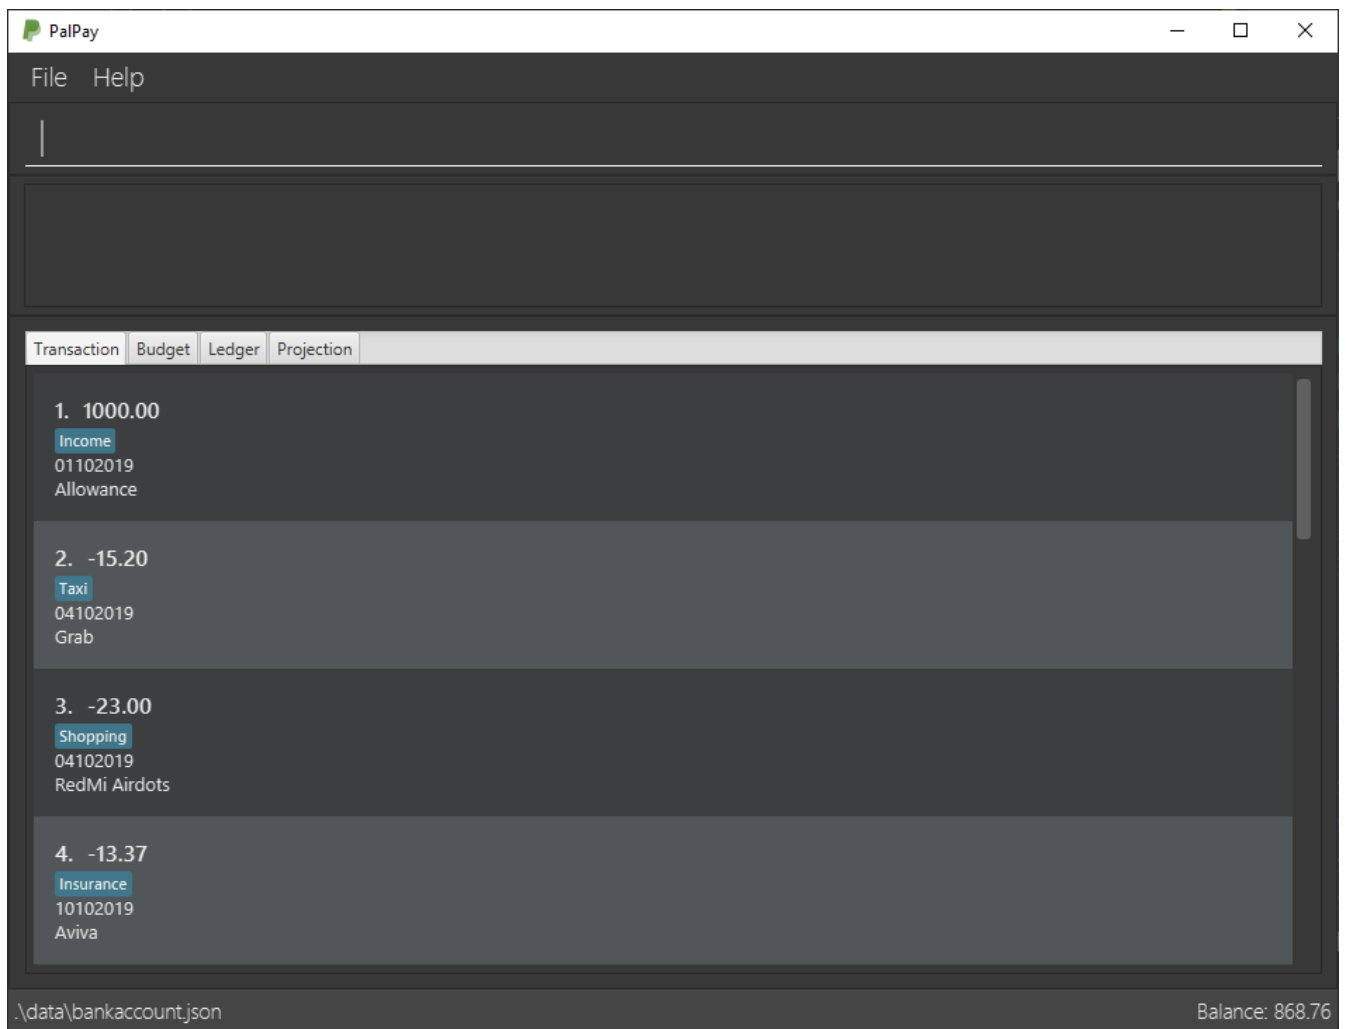 PalPay
File Help
Transaction Budget Ledger Projection
1. 1000.00
Income
01102019
Allowance
2. -15.20
Taxi
04102019
Grab
3. -23.00
Shopping
04102019
RedMi Airdots
4. -13.37
Insurance
10102019
Aviva
.\data\bankaccount.json Balance: 868.76